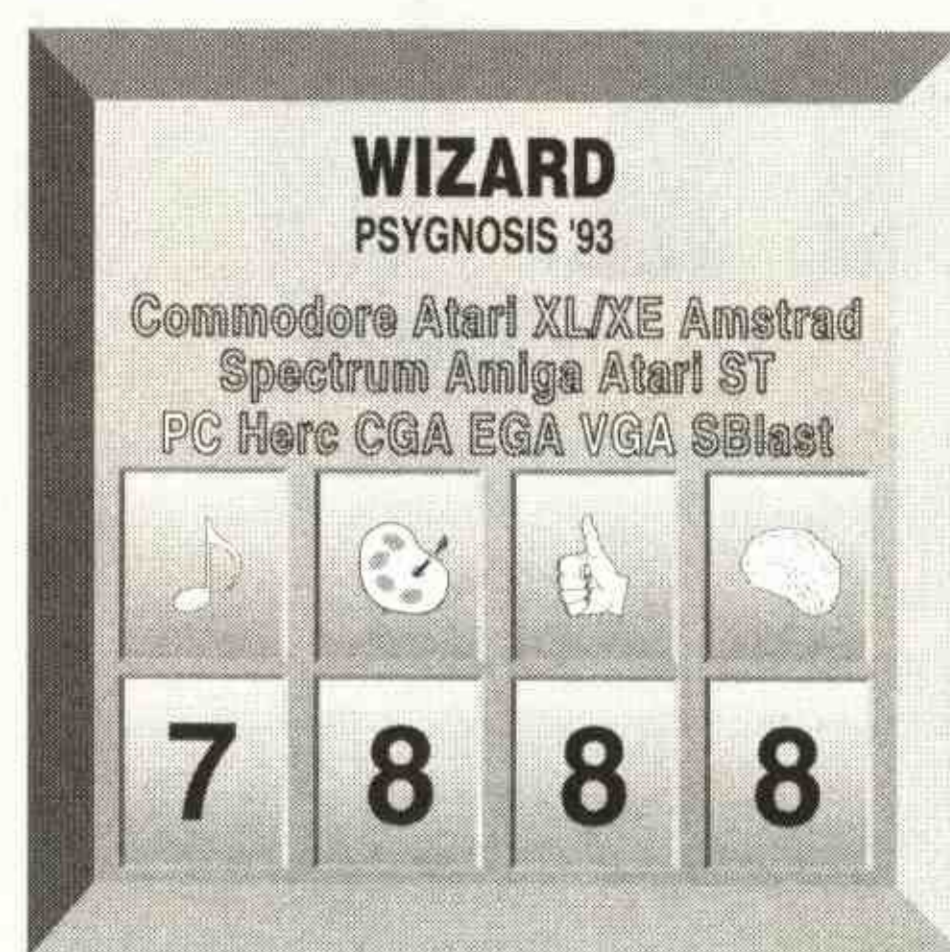 WIZARD
PSYGNOSIS '93
Commodore Atari XL/XE Amstrad
Spectrum Amiga Atari ST
PC Herc CGA EGA VGA SBlast
7 8 8 8